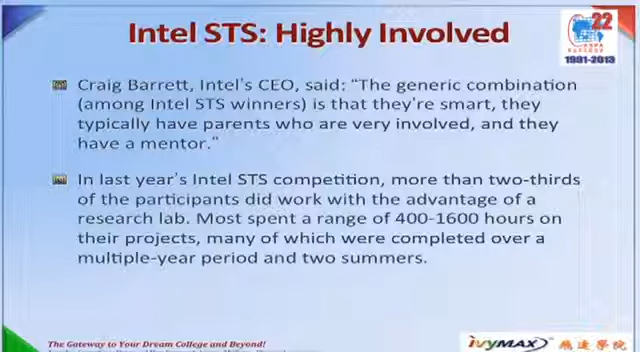 Intel STS: Highly Involved
22
1991-2013
Craig Barrett, Intel's CEO, said: "The generic combination
(among Intel STS winners) is that they're smart, they
typically have parents who are very involved, and they
have a mentor."
In last year's Intel STS competition, more than two-thirds
of the participants did work with the advantage of a
research lab. Most spent a range of 400-1600 hours on
their projects, many of which were completed over a
multiple-year period and two summers.
The Gateway to Your Dream College and Beyond!
ivyMAX 飛達學院